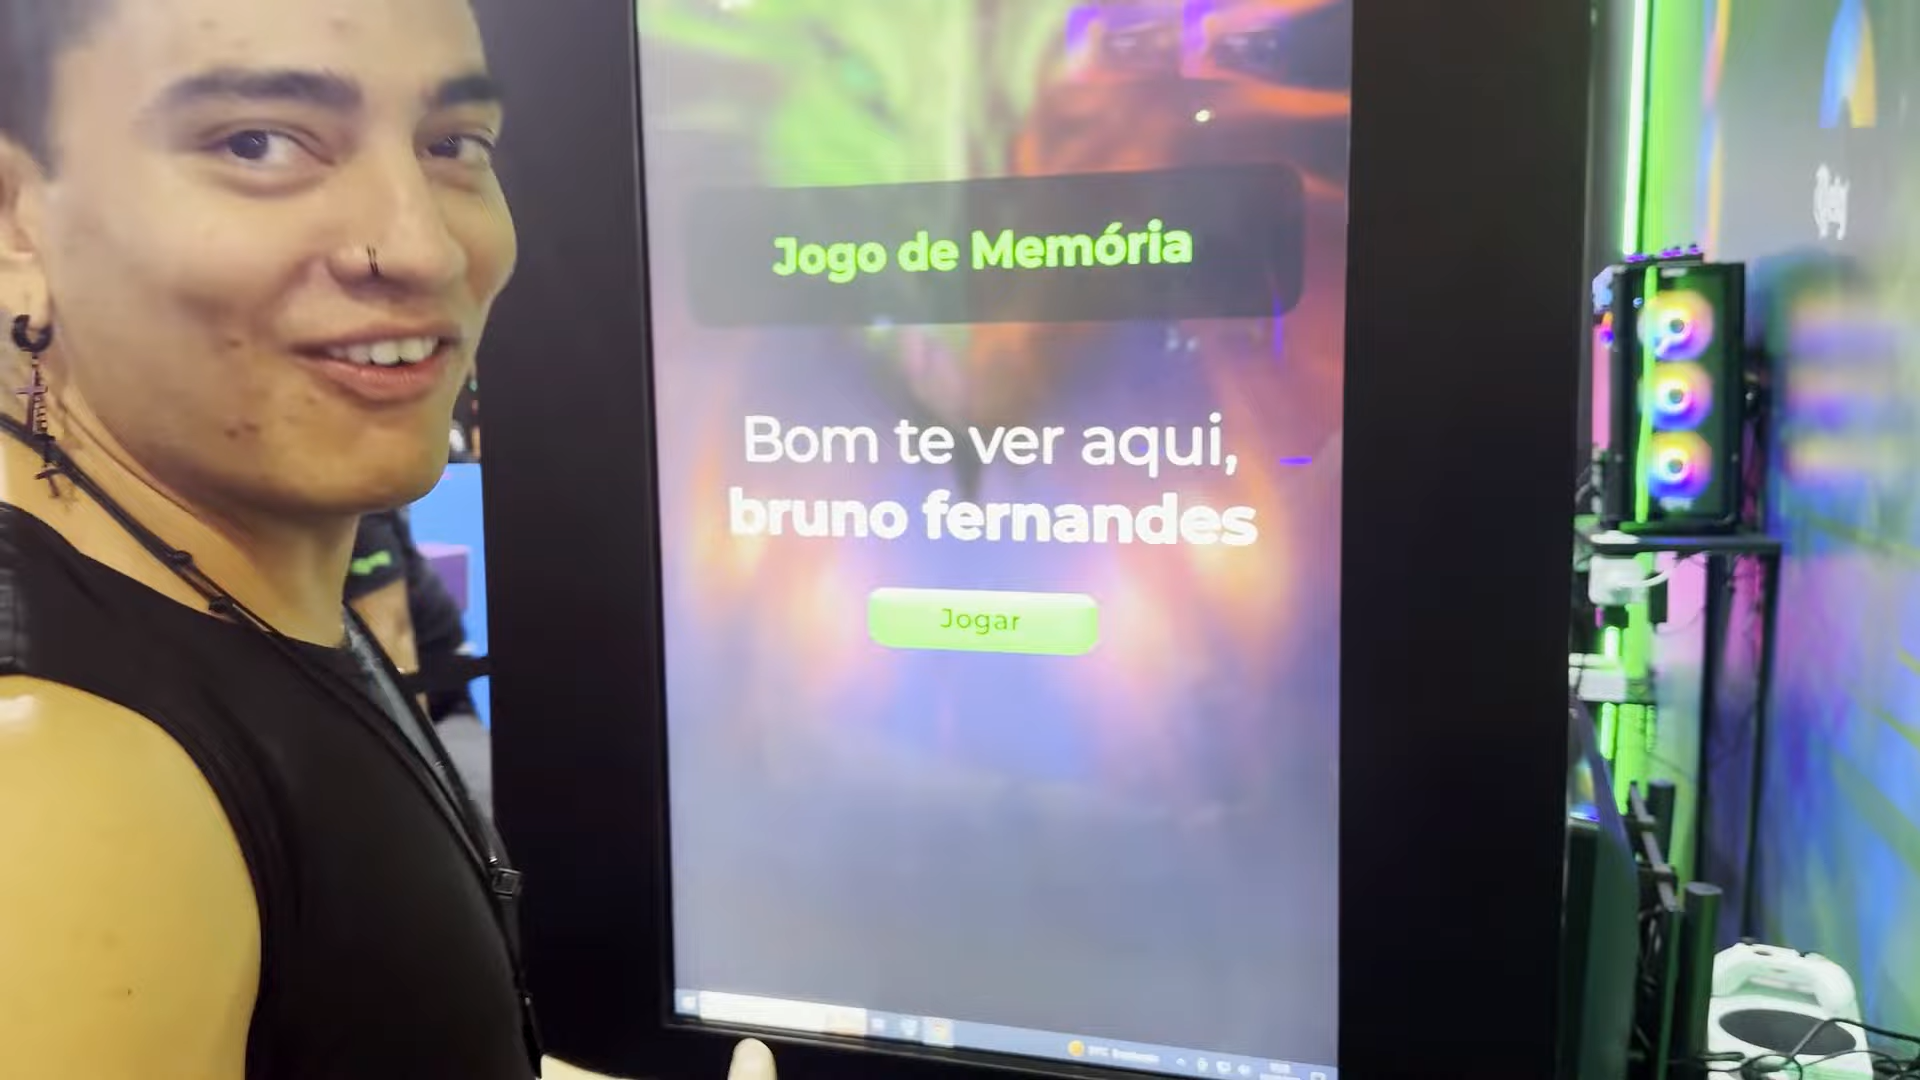 Jogo de Memória
Bom te ver aqui,
bruno fernandes
Jogar